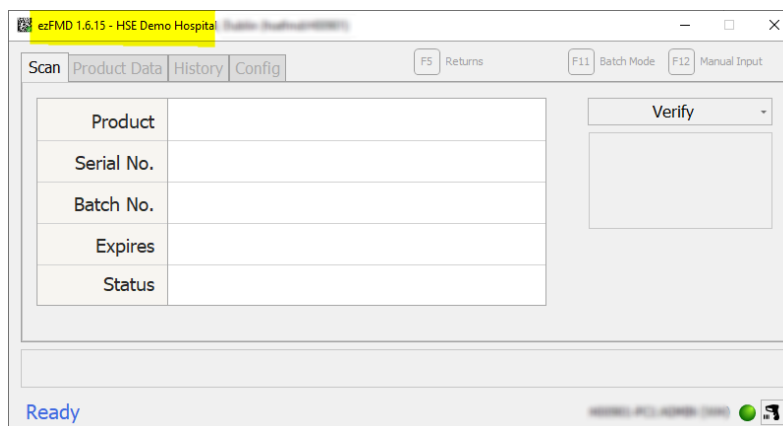 ezFMD 1.6.15 - HSE Demo Hospital
Scan Product Data History Config F5 Returns F11 Batch Mode F12 Manual Input
Product
Verify
Serial No.
Batch No.
Expires
Status
Ready